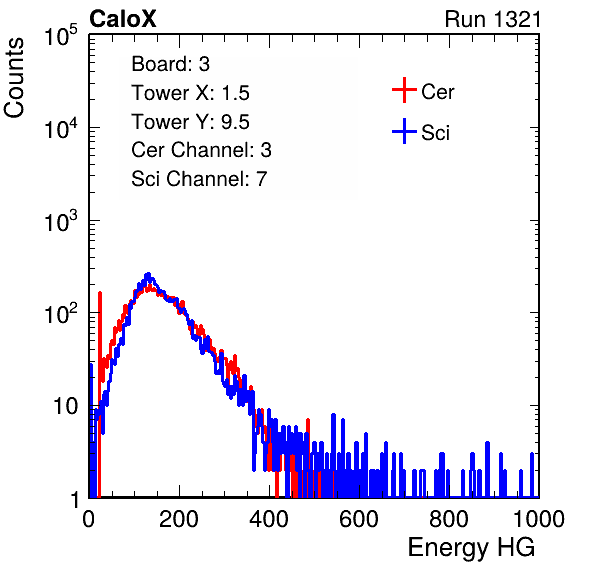 CaloX Run 1321
Counts
Board: 3
Tower X: 1.5
Tower Y: 9.5
Cer Channel: 3
Sci Channel: 7
Cer
Sci
10^5
10^4
10^3
10^2
10
1
0 200 400 600 800 1000
Energy HG